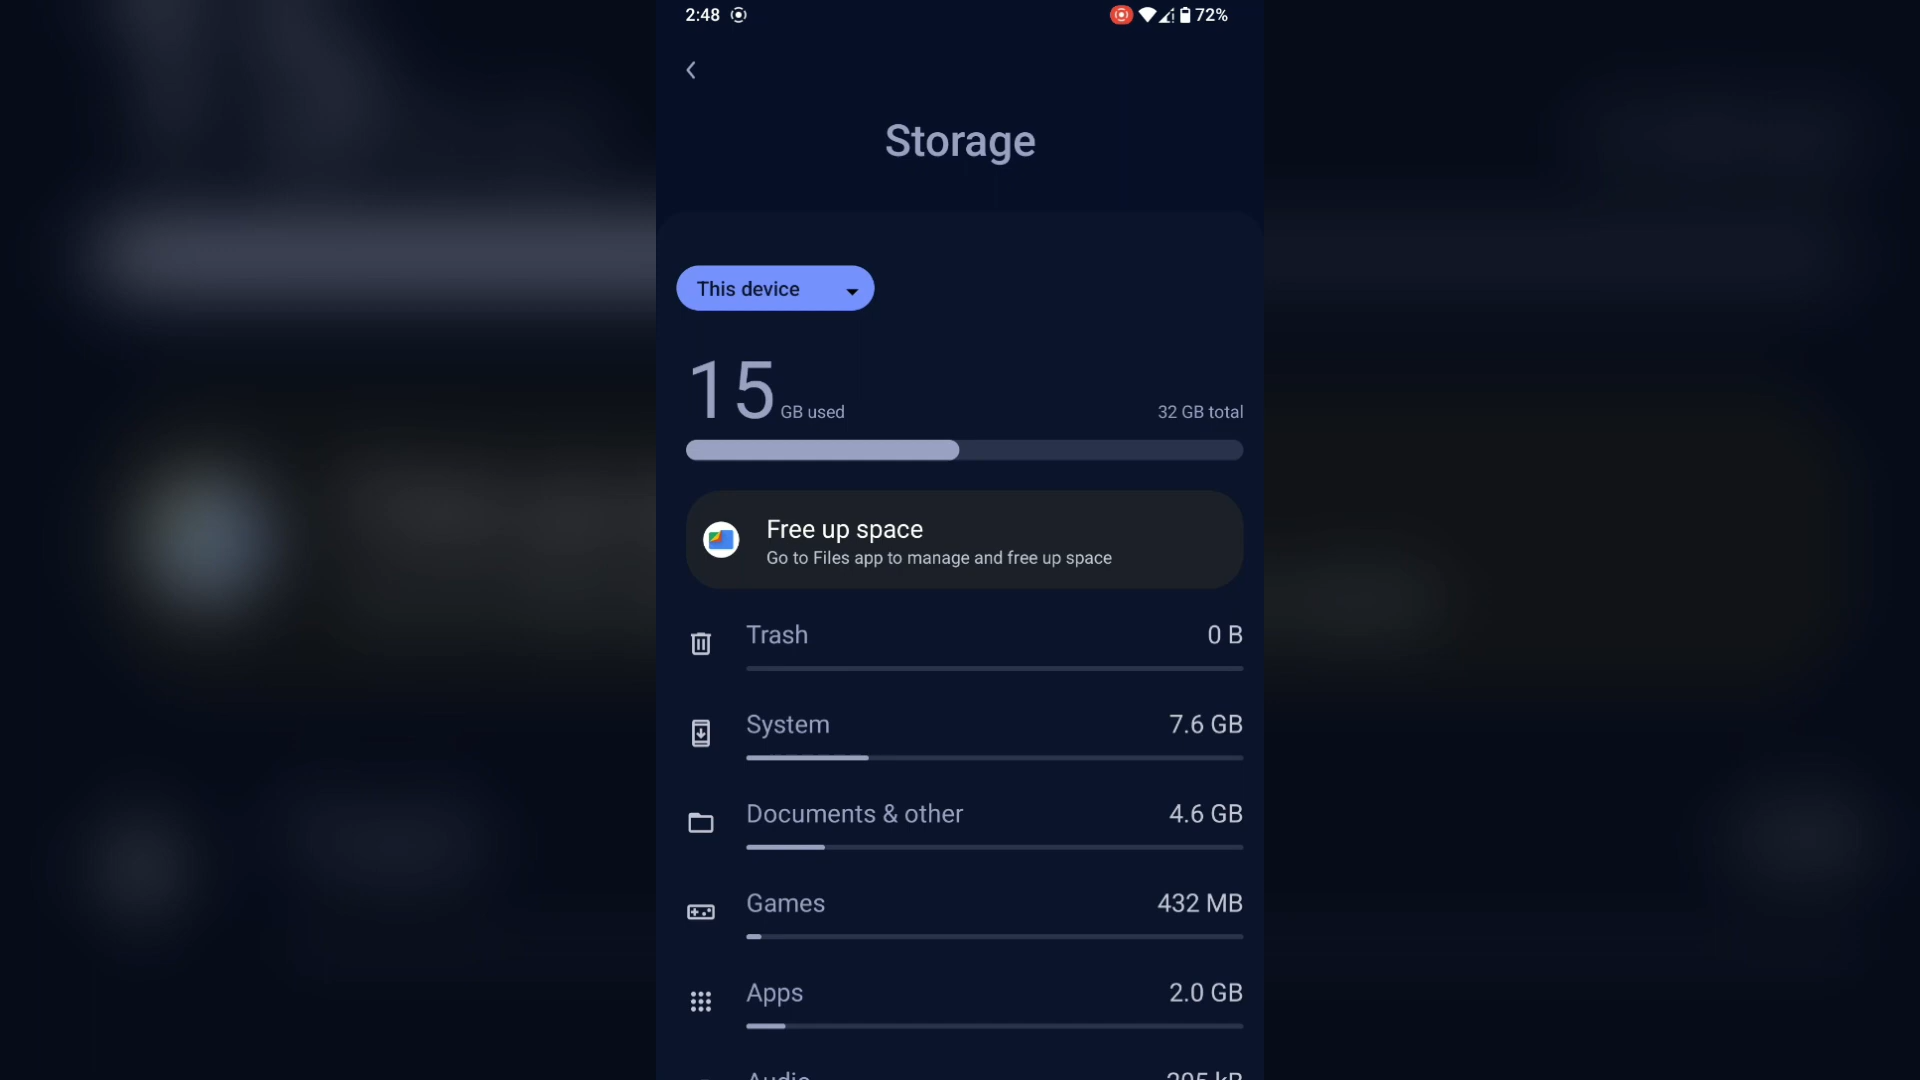 2:48
72%
Storage
This device
15 GB used
32 GB total
Free up space
Go to Files app to manage and free up space
Trash
0 B
System
7.6 GB
Documents & other
4.6 GB
Games
432 MB
Apps
2.0 GB